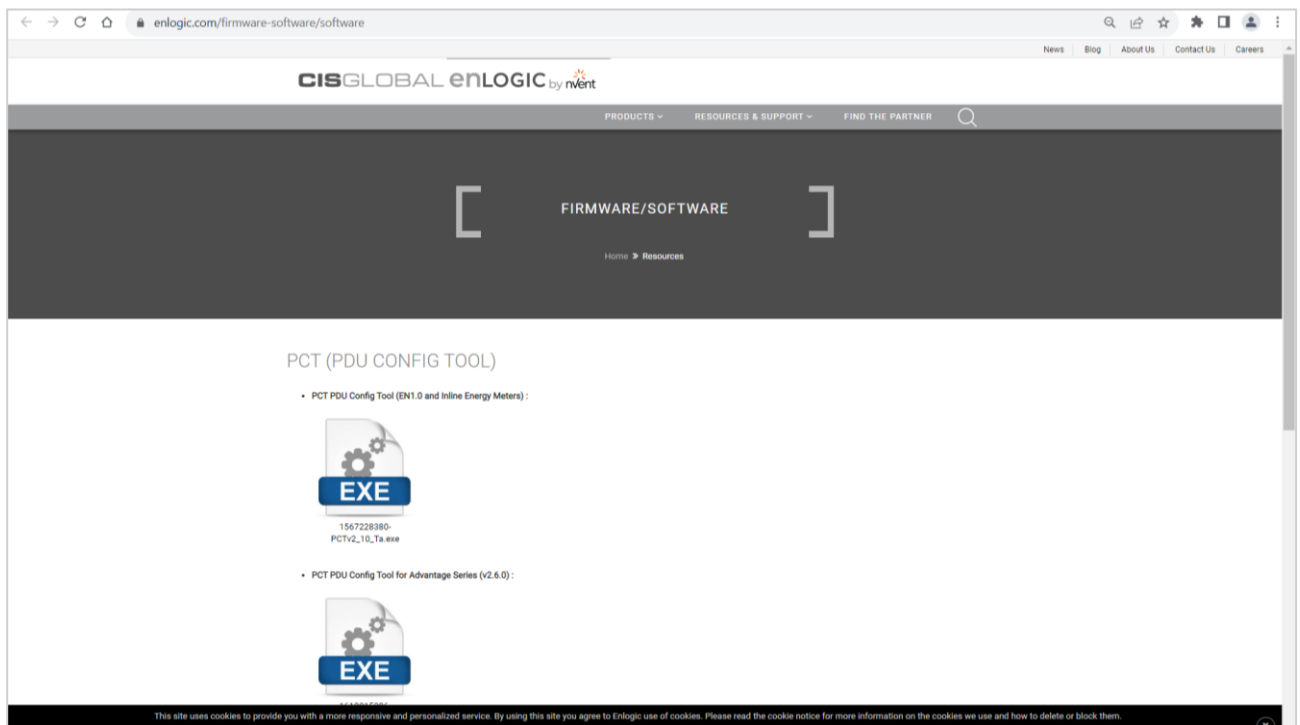 enlogic.com/firmware-software/software
News Blog About Us Contact Us Careers
CISGLOBAL enLOGIC by nvent
PRODUCTS RESOURCES & SUPPORT FIND THE PARTNER
FIRMWARE/SOFTWARE
Home » Resources
PCT (PDU CONFIG TOOL)
• PCT PDU Config Tool (EN1.0 and Inline Energy Meters) :
EXE
1567228380-
PCTv2_10_Ta.exe
• PCT PDU Config Tool for Advantage Series (v2.6.0) :
EXE
This site uses cookies to provide you with a more responsive and personalized service. By using this site you agree to Enlogic use of cookies. Please read the cookie notice for more information on the cookies we use and how to delete or block them.